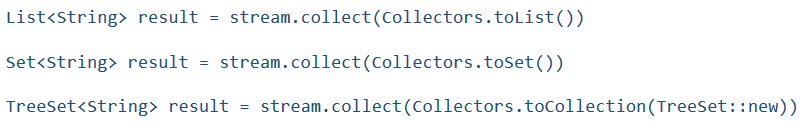 List<String> result = stream.collect(Collectors.toList())
Set<String> result = stream.collect(Collectors.toSet())
TreeSet<String> result = stream.collect(Collectors.toCollection(TreeSet::new))